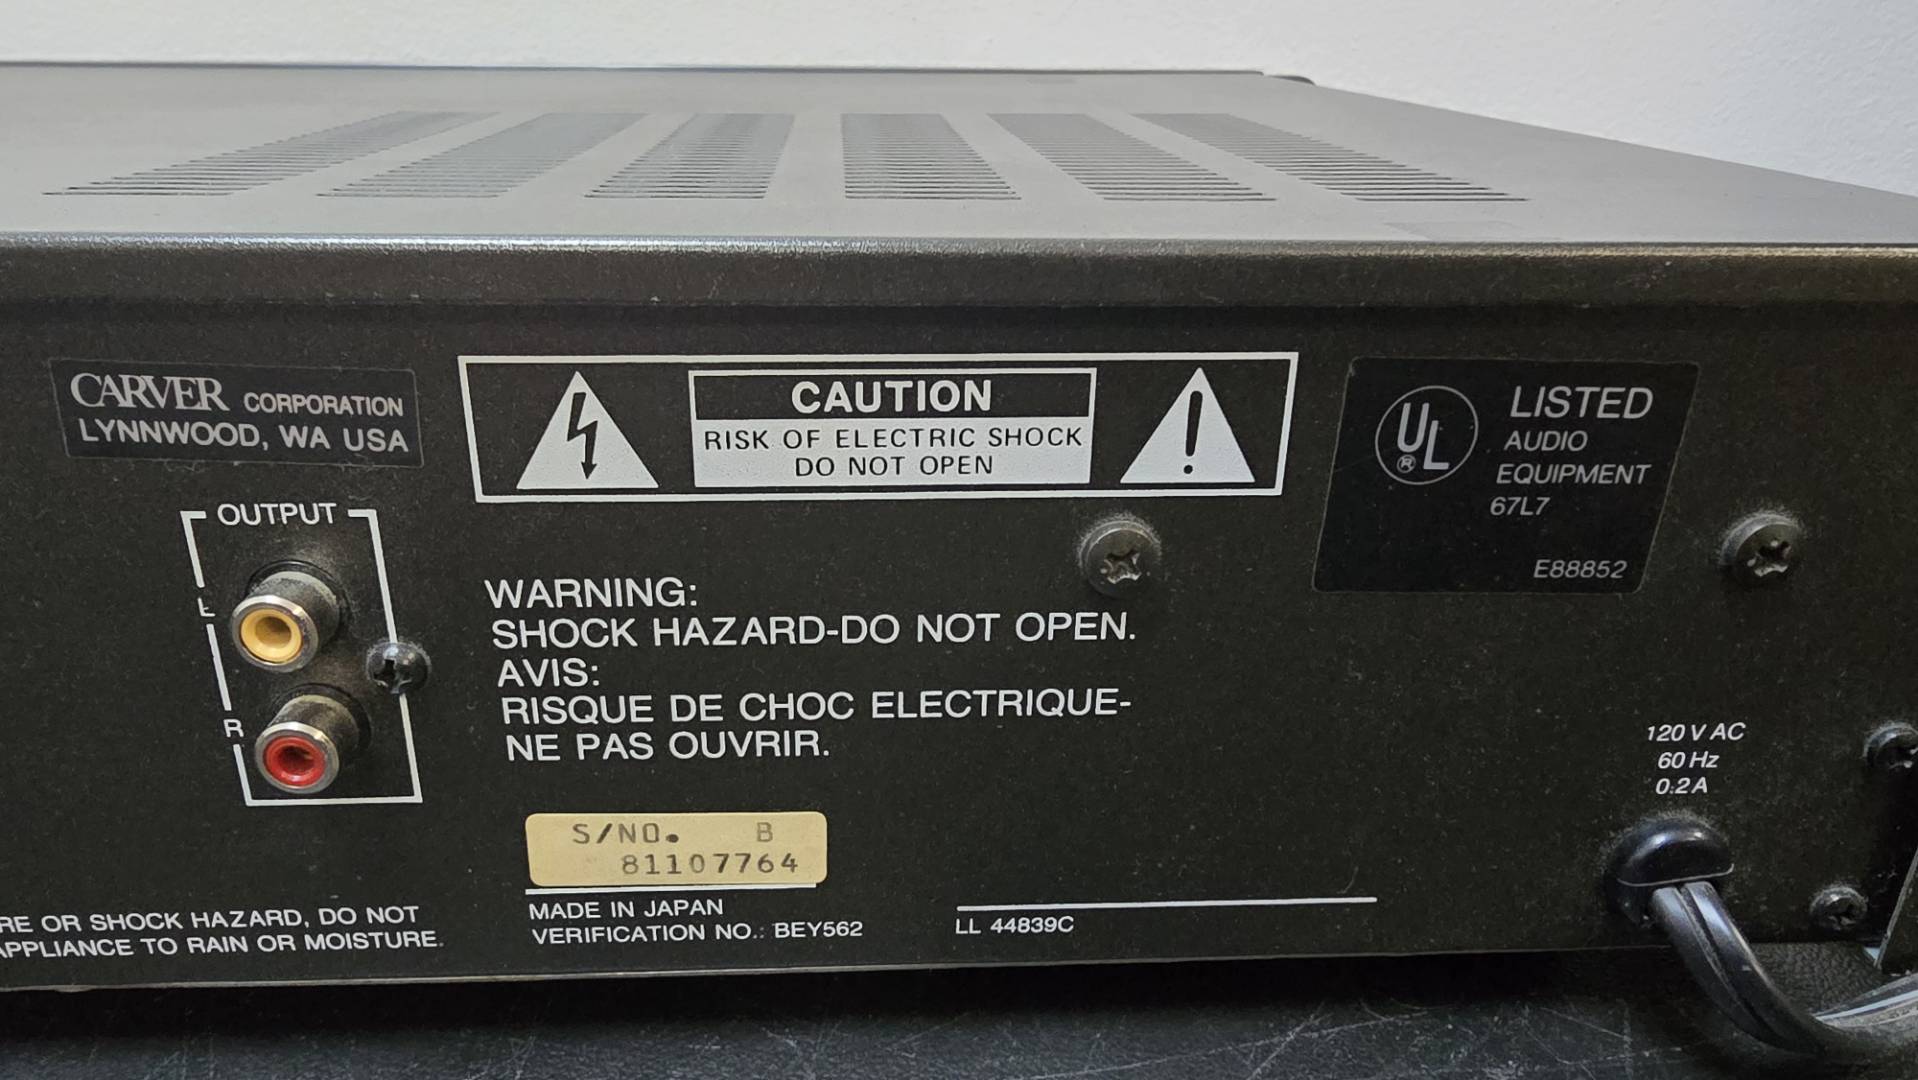 CARVER CORPORATION
LYNNWOOD, WA USA
CAUTION
RISK OF ELECTRIC SHOCK
DO NOT OPEN
UL
®
LISTED
AUDIO
EQUIPMENT
67L7
E88852
OUTPUT
L
R
WARNING:
SHOCK HAZARD-DO NOT OPEN.
AVIS:
RISQUE DE CHOC ELECTRIQUE-
NE PAS OUVRIR.
120 V AC
60 Hz
0.2 A
S/NO. B
81107764
MADE IN JAPAN
VERIFICATION NO.: BEY562
LL 44839C
OR SHOCK HAZARD, DO NOT
APPLIANCE TO RAIN OR MOISTURE.